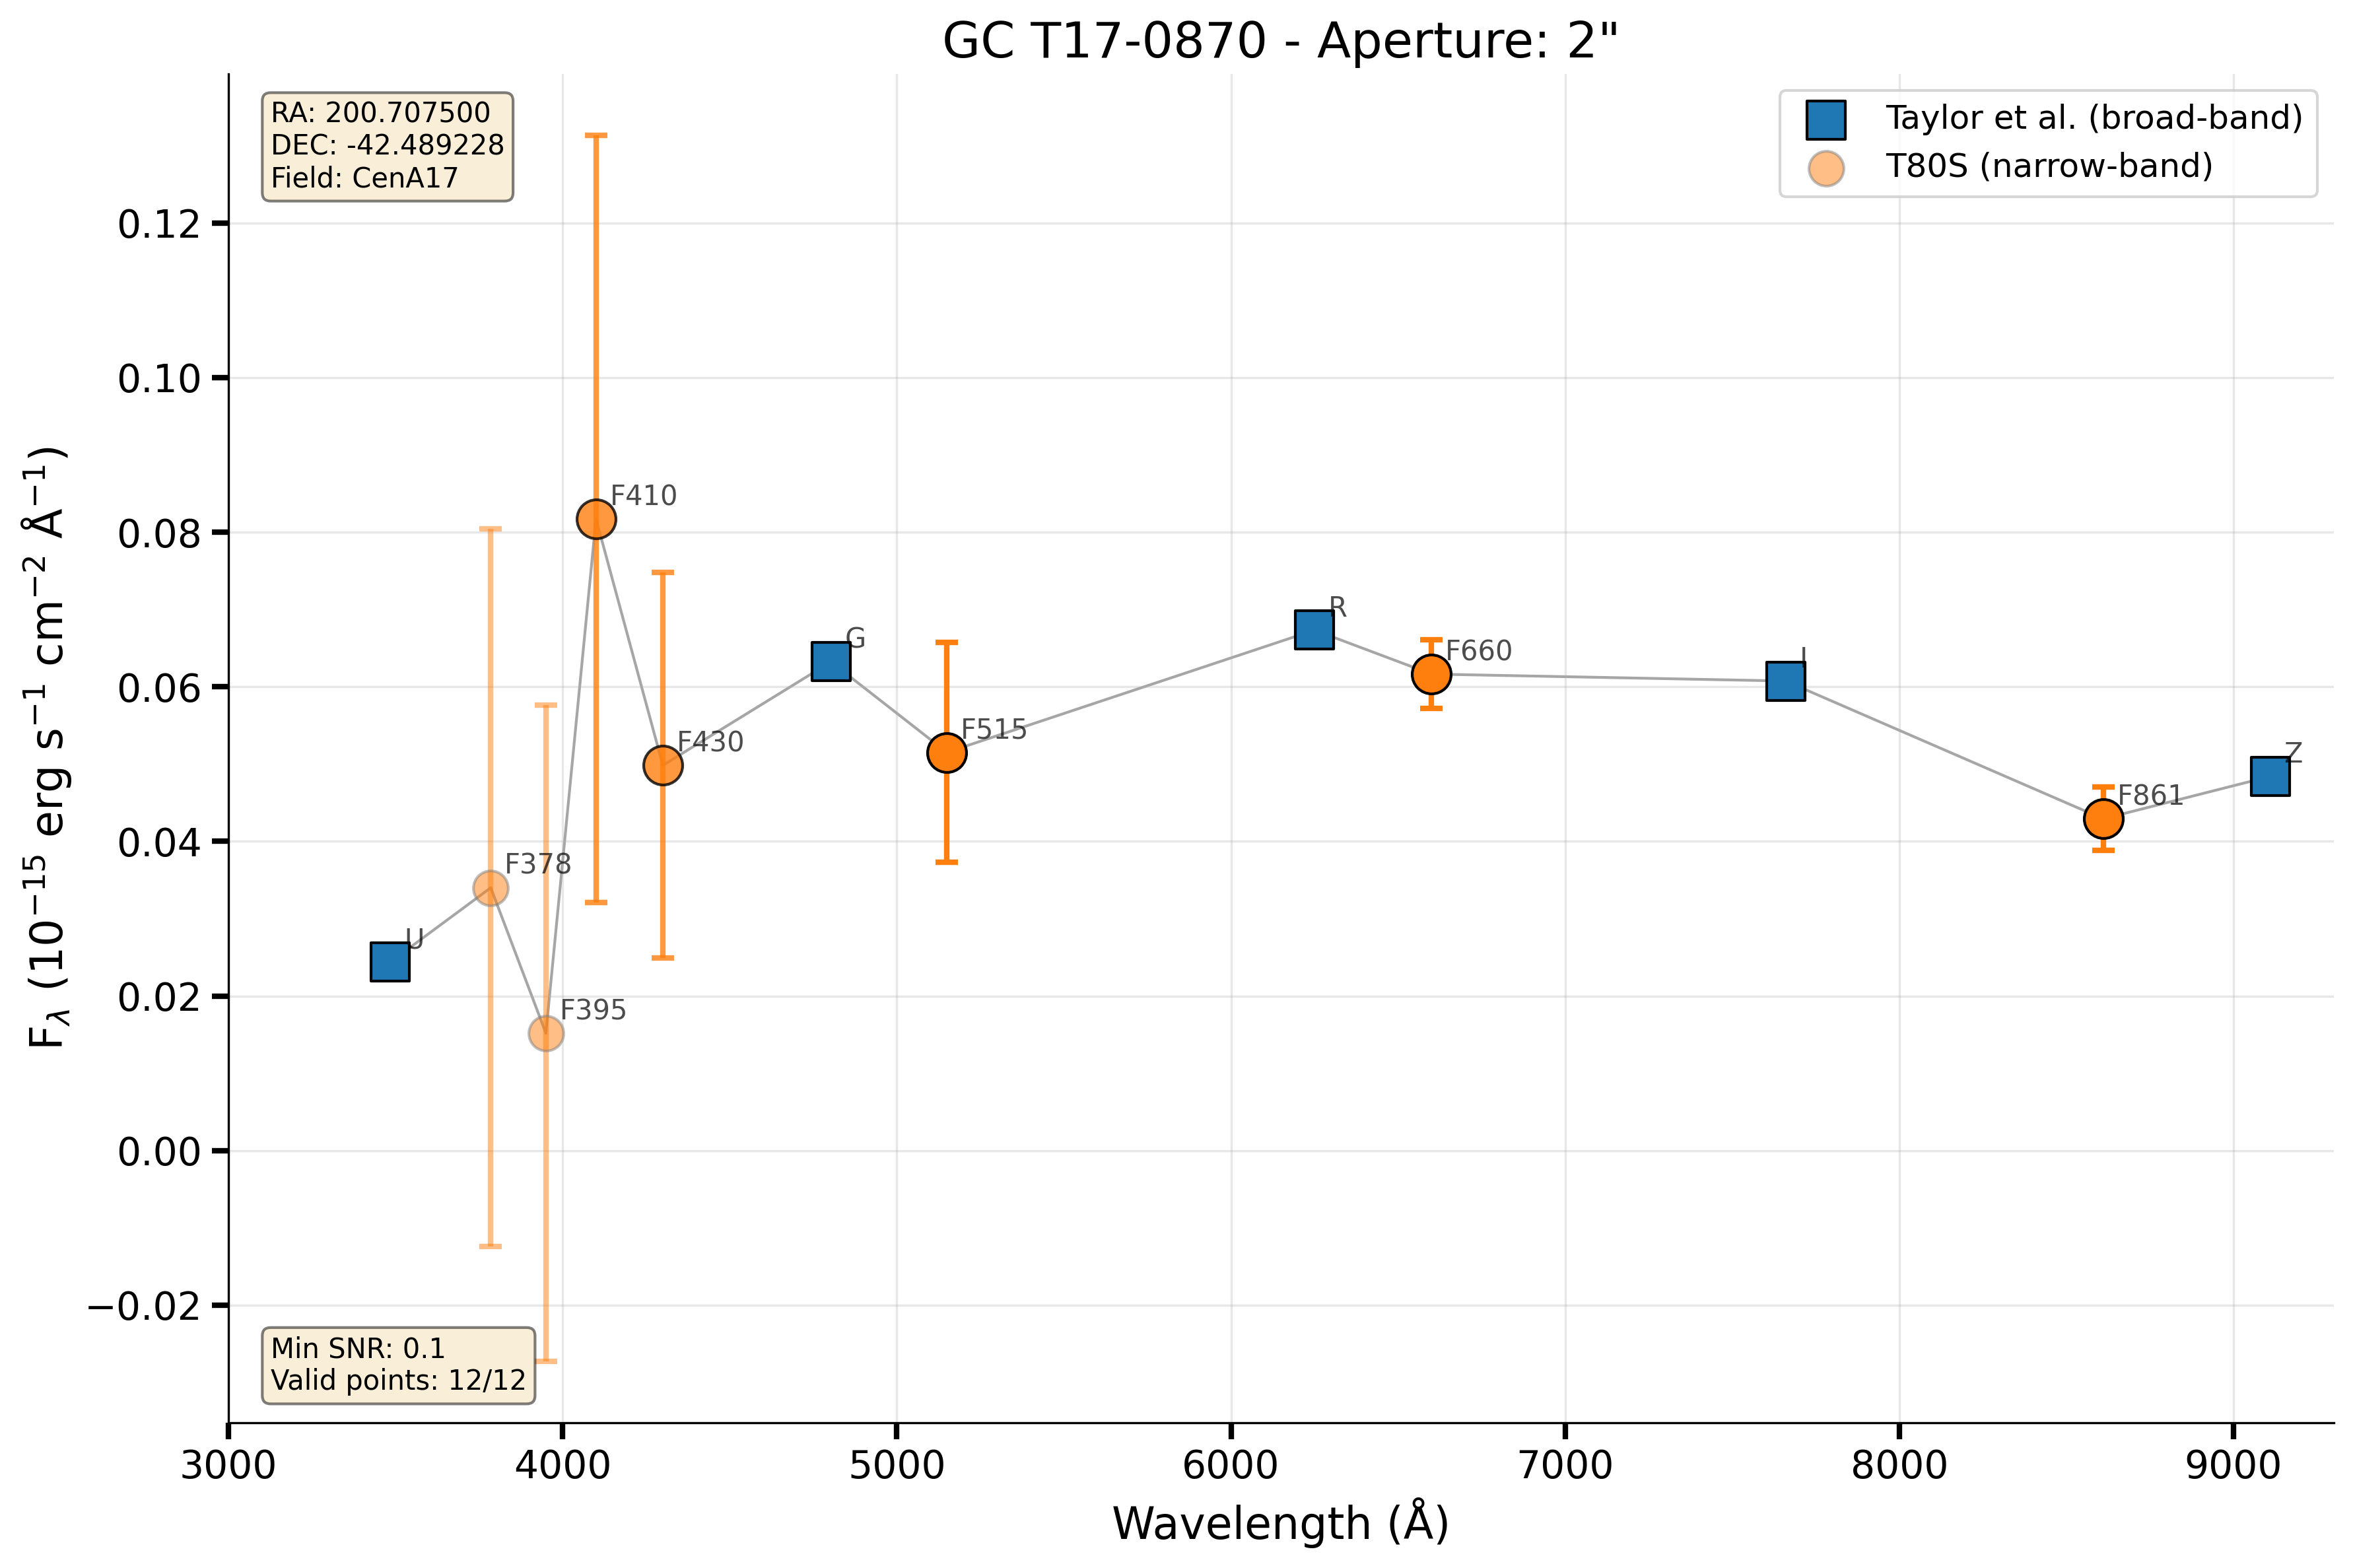 GC T17-0870 - Aperture: 2"
RA: 200.707500
DEC: -42.489228
Field: CenA17
Taylor et al. (broad-band)
T80S (narrow-band)
0.12
0.10
0.08
0.06
0.04
0.02
0.00
−0.02
F_λ (10⁻¹⁵ erg s⁻¹ cm⁻² Å⁻¹)
U
F378
F395
F410
F430
G
F515
R
F660
I
F861
Z
Min SNR: 0.1
Valid points: 12/12
3000
4000
5000
6000
7000
8000
9000
Wavelength (Å)